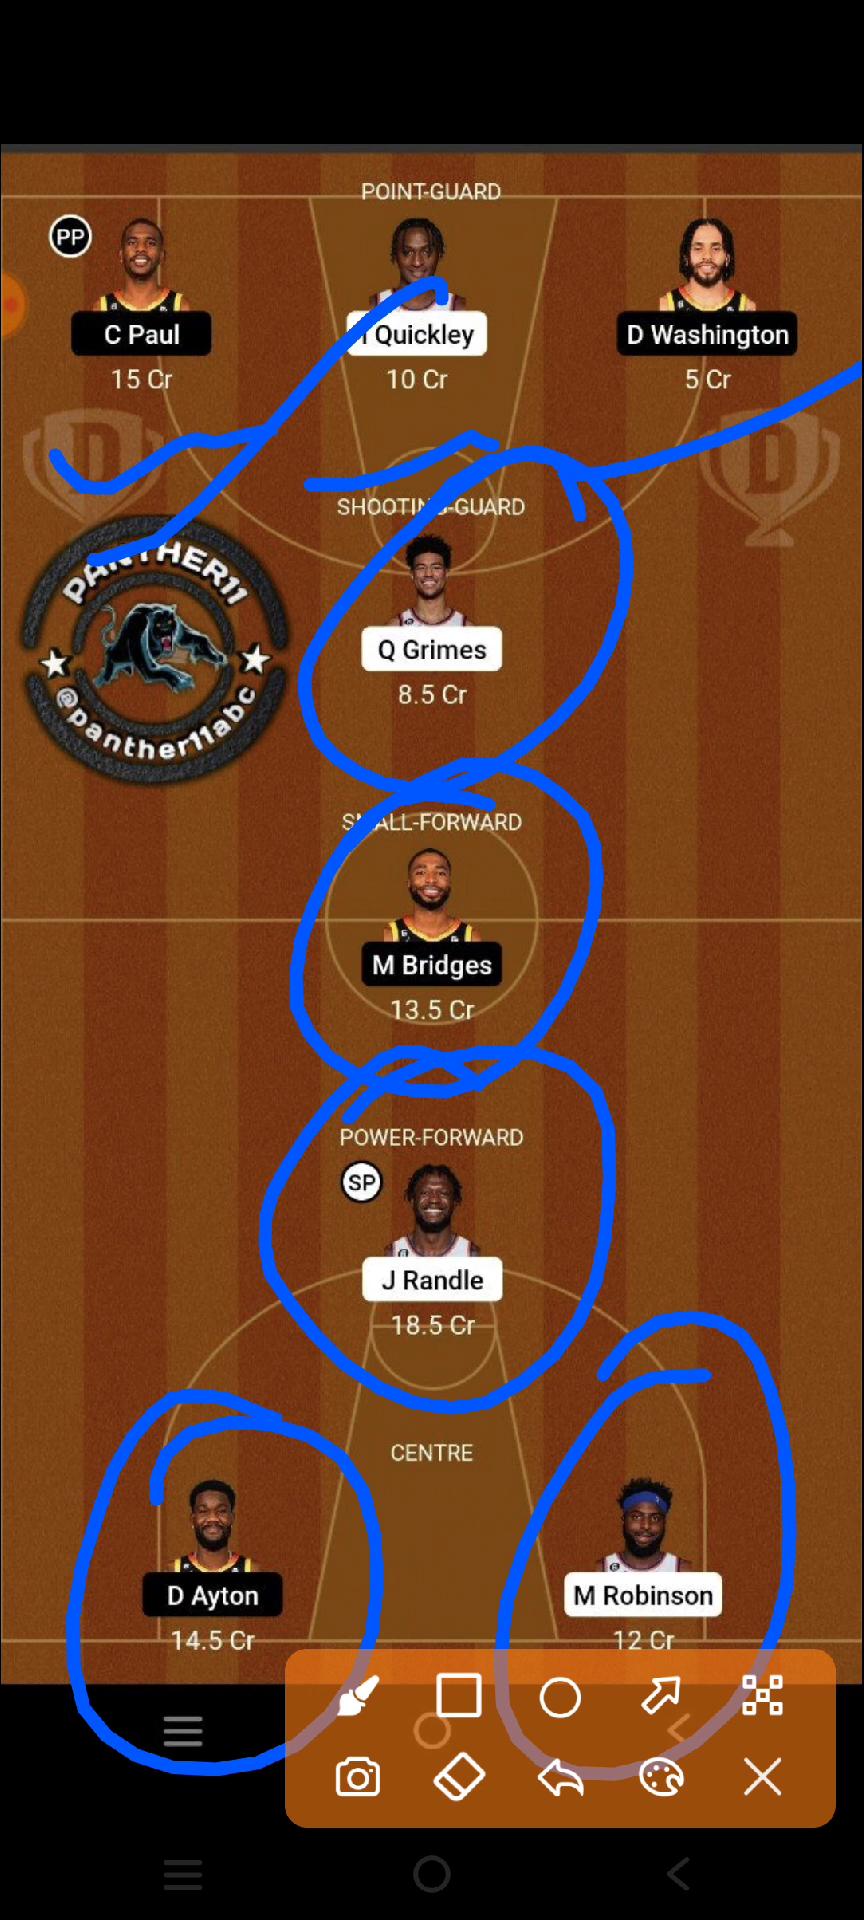 POINT-GUARD
PP
C Paul
Quickley
D Washington
15 Cr
10 Cr
5 Cr
D
D
SHOOTING-GUARD
PANTHER11
@panther11abc
Q Grimes
8.5 Cr
SMALL-FORWARD
M Bridges
13.5 Cr
POWER-FORWARD
SP
J Randle
18.5 Cr
CENTRE
D Ayton
M Robinson
14.5 Cr
12 Cr